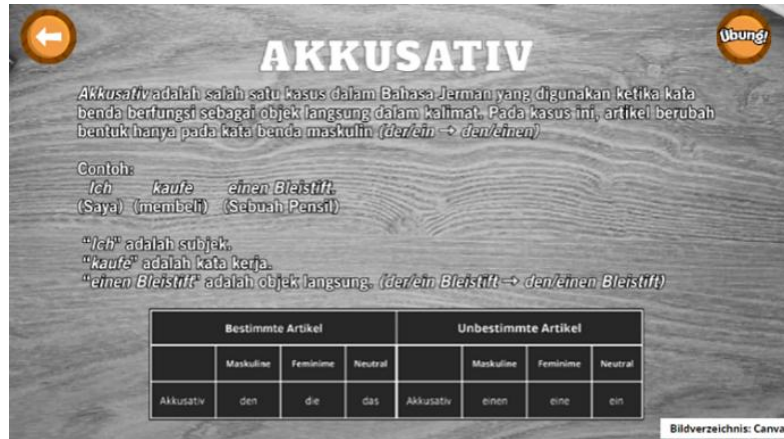 Übung!
AKKUSATIV
Akkusativ adalah salah satu kasus dalam Bahasa Jerman yang digunakan ketika kata
benda berfungsi sebagai objek langsung dalam kalimat. Pada kasus ini, artikel berubah
bentuk hanya pada kata benda maskulin (der/ein → den/einen)
Contoh:
Ich kaufe einen Bleistift.
(Saya) (membeli) (Sebuah Pensil)
"Ich" adalah subjek.
"kaufe" adalah kata kerja.
"einen Bleistift" adalah objek langsung. (der/ein Bleistift → den/einen Bleistift)
Bestimmte Artikel Unbestimmte Artikel
Maskuline Feminime Neutral Maskuline Feminime Neutral
Akkusativ den die das Akkusativ einen eine ein
Bildverzeichnis: Canva